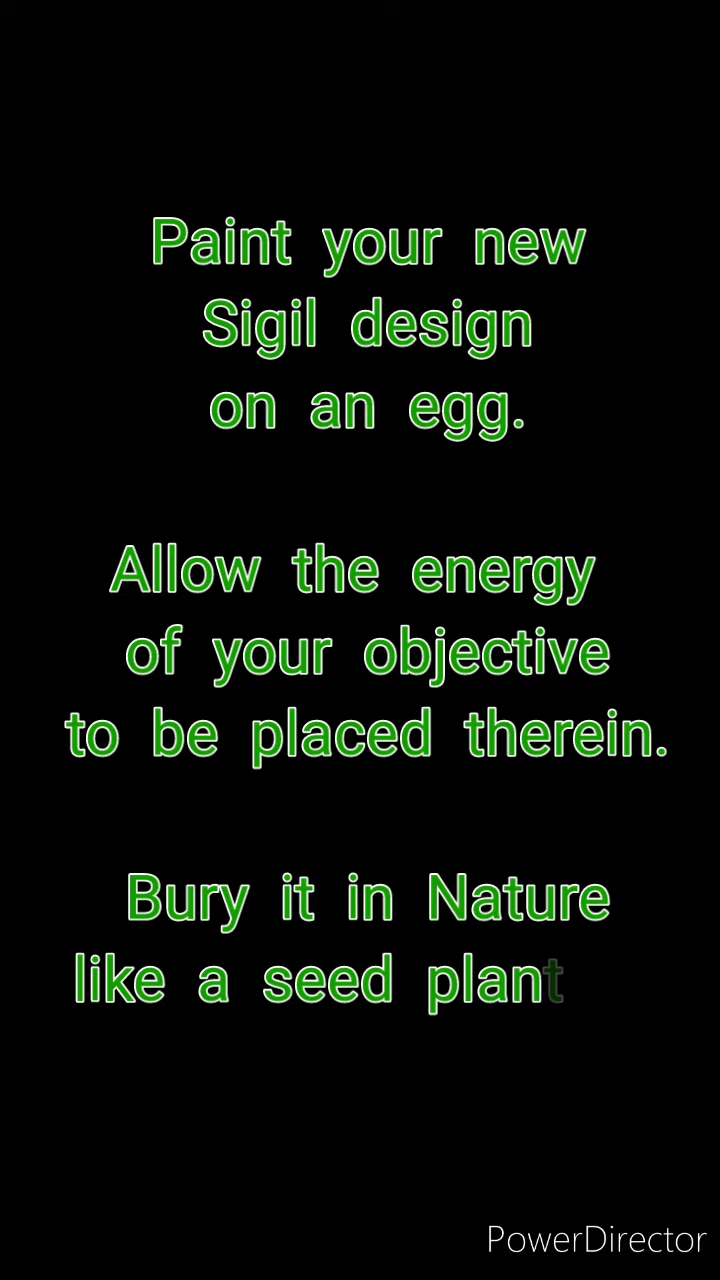 Paint your new
Sigil design
on an egg.
Allow the energy
of your objective
to be placed therein.
Bury it in Nature
like a seed plant
PowerDirector